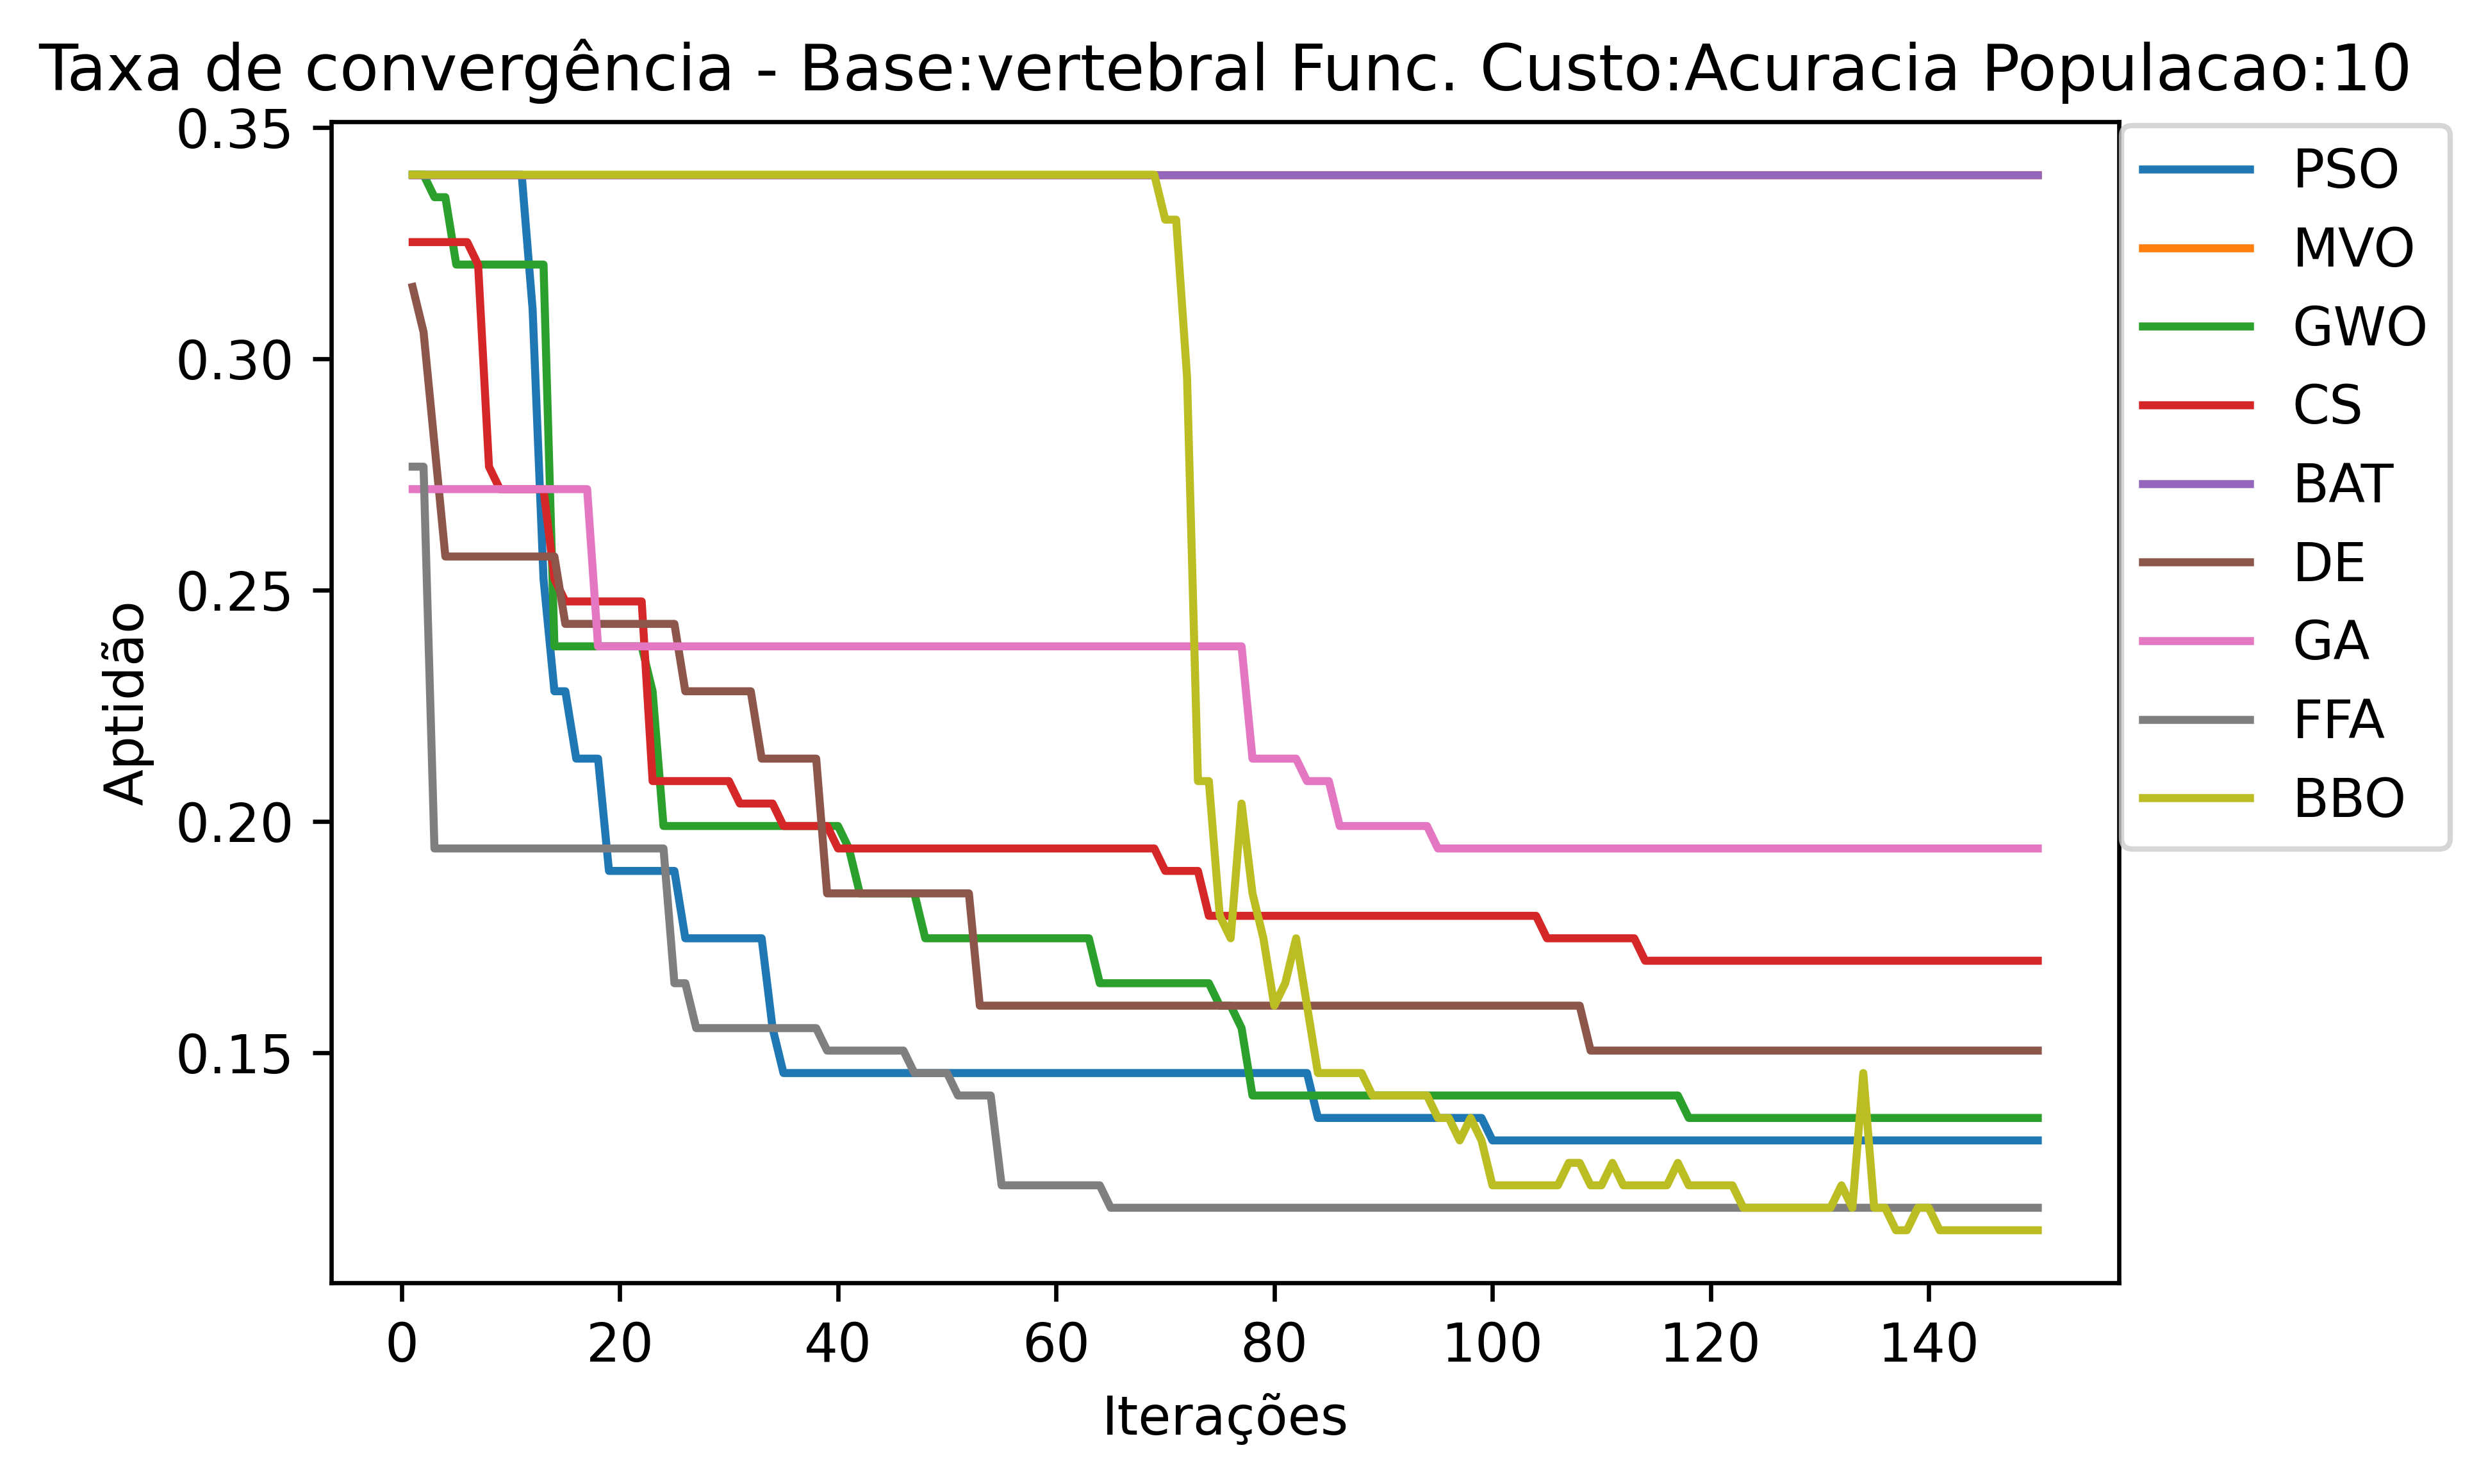 Taxa de convergência - Base:vertebral Func. Custo:Acuracia Populacao:10
0.35
0.30
0.25
0.20
0.15
Aptidão
0 20 40 60 80 100 120 140
Iterações
PSO
MVO
GWO
CS
BAT
DE
GA
FFA
BBO